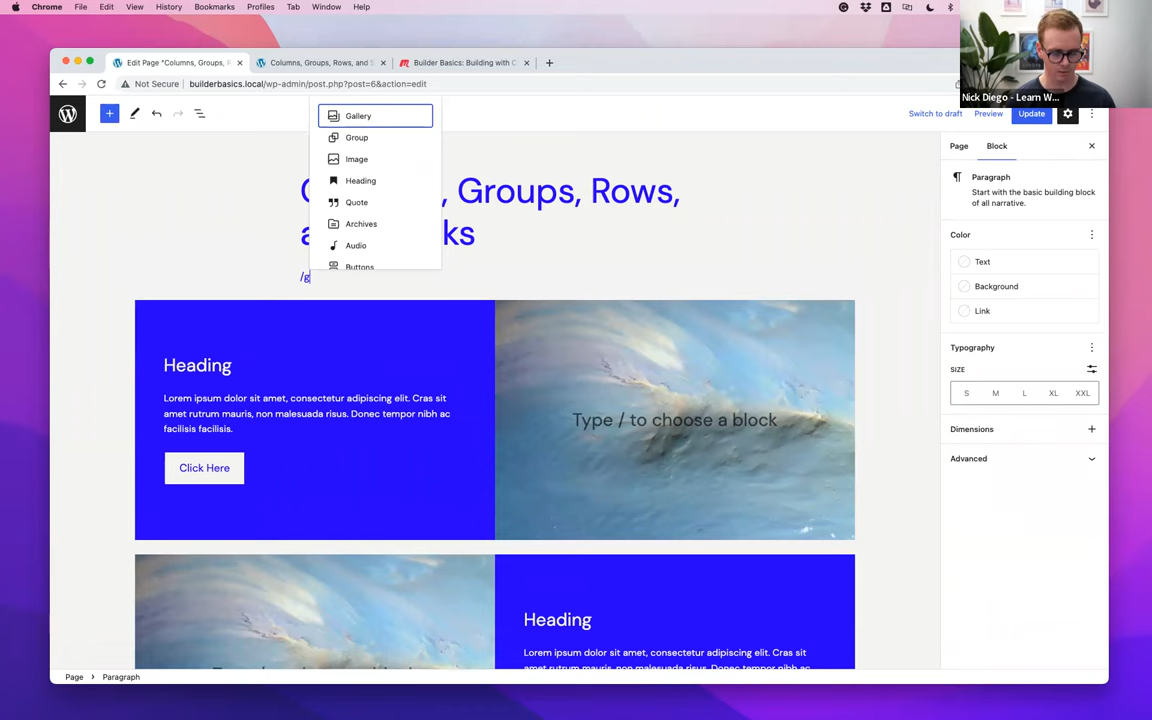 Chrome File Edit View History Bookmarks Profiles Tab Window Help
Edit Page "Columns, Groups, R
Columns, Groups, Rows, and S
Builder Basics: Building with C
Not Secure builderbasics.local/wp-admin/post.php?post=6&action=edit
Nick Diego - Learn W...
Switch to draft Preview Update
Gallery
Group
Image
Heading
Quote
Archives
Audio
Buttons
, Groups, Rows,
ks
/g
Heading
Lorem ipsum dolor sit amet, consectetur adipiscing elit. Cras sit
amet rutrum mauris, non malesuada risus. Donec tempor nibh ac
facilisis facilisis.
Click Here
Type / to choose a block
Heading
Lorem ipsum dolor sit amet, consectetur adipiscing elit. Cras sit
Page Block
Paragraph
Start with the basic building block
of all narrative.
Color
Text
Background
Link
Typography
SIZE
S M L XL XXL
Dimensions
Advanced
Page > Paragraph